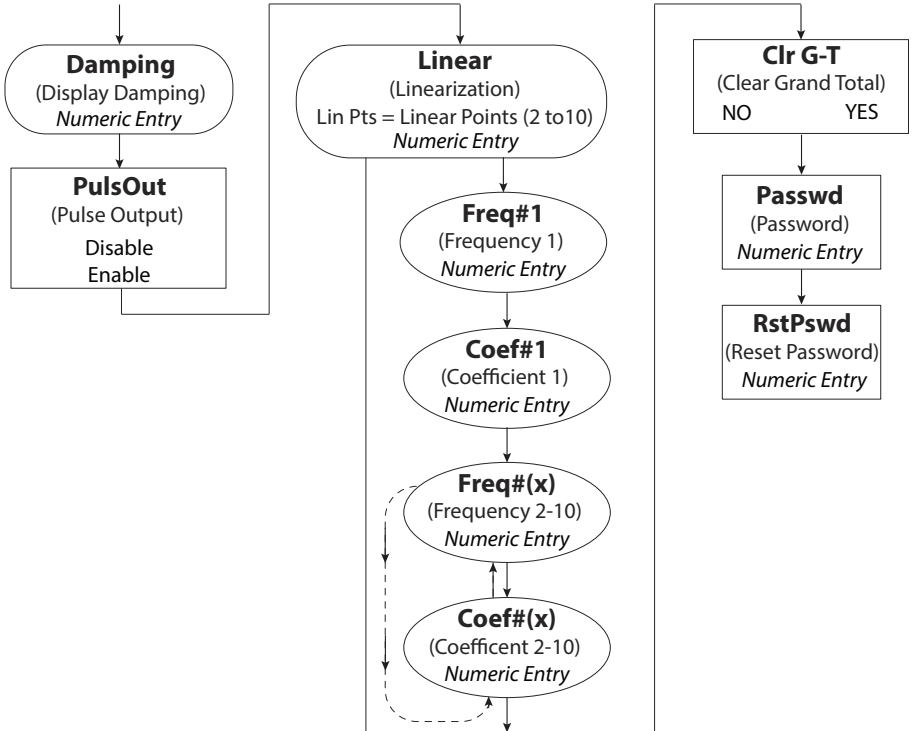 Damping
(Display Damping)
Numeric Entry
PulsOut
(Pulse Output)
Disable
Enable
Linear
(Linearization)
Lin Pts = Linear Points (2 to10)
Numeric Entry
Freq#1
(Frequency 1)
Numeric Entry
Coef#1
(Coefficient 1)
Numeric Entry
Freq#(x)
(Frequency 2-10)
Numeric Entry
Coef#(x)
(Coefficent 2-10)
Numeric Entry
Clr G-T
(Clear Grand Total)
NO YES
Passwd
(Password)
Numeric Entry
RstPswd
(Reset Password)
Numeric Entry